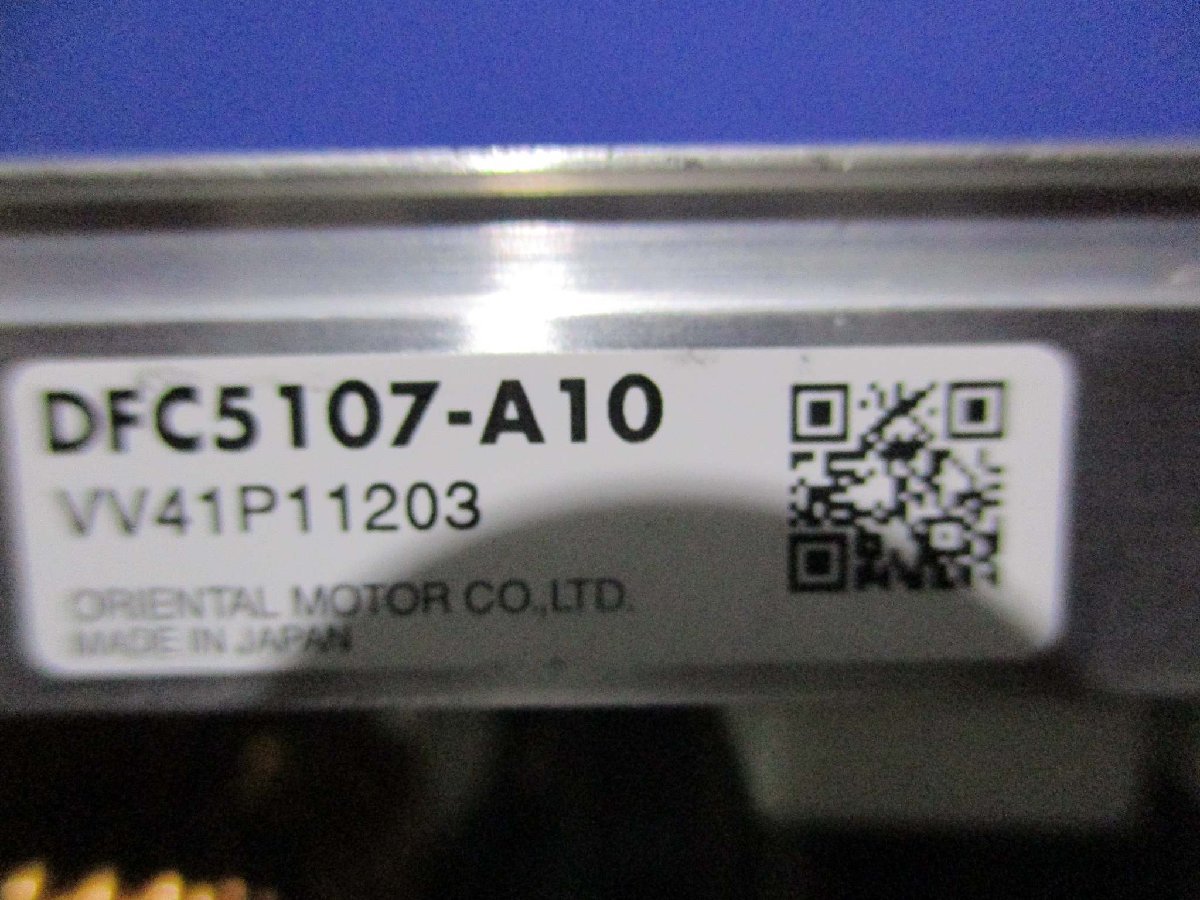 DFC5107-A10
VV41P11203
ORIENTAL MOTOR CO.,LTD.
MADE IN JAPAN